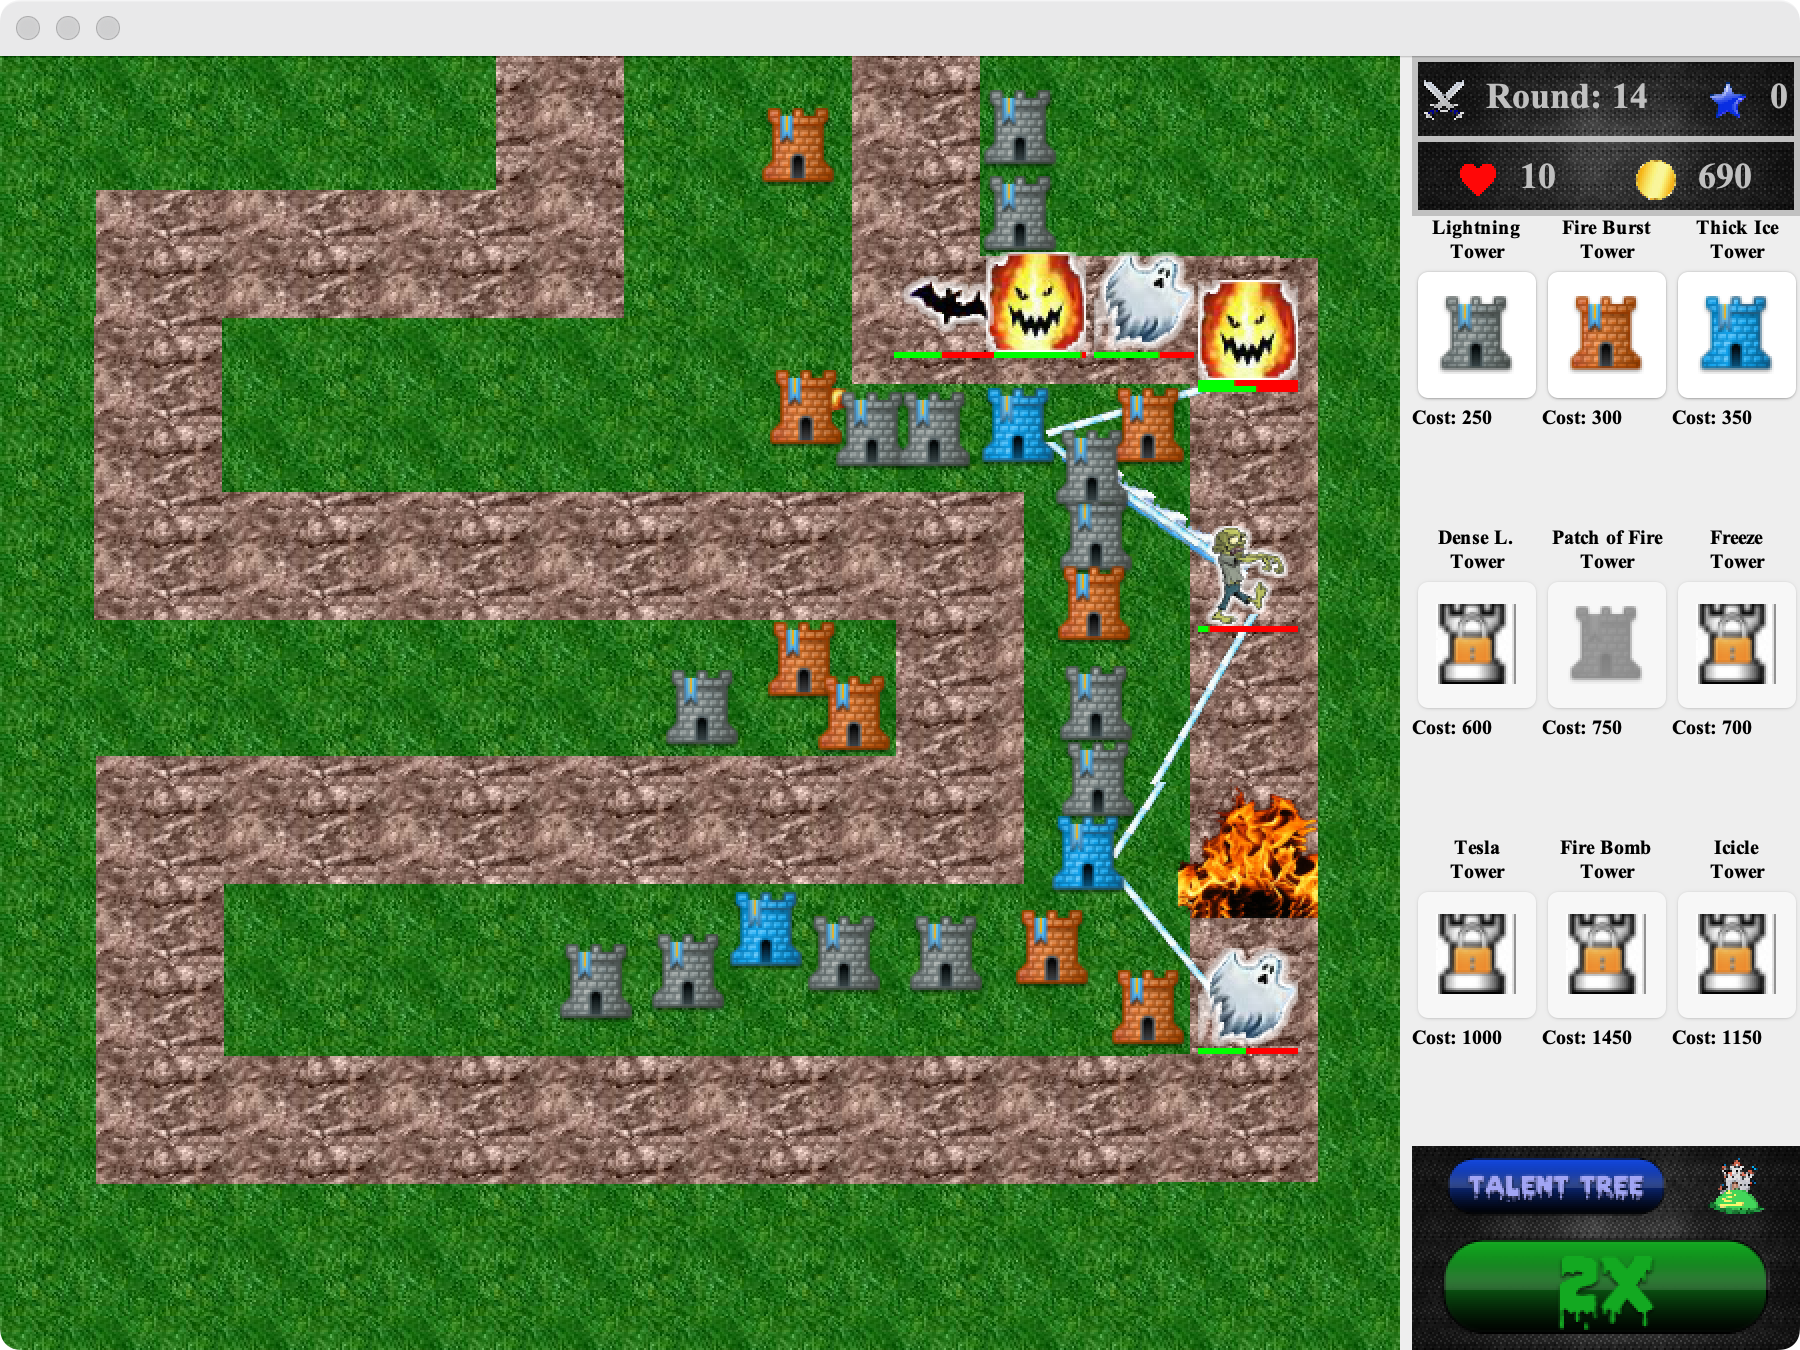 Round: 14 0
10 690
Lightning Fire Burst Thick Ice
Tower Tower Tower
Cost: 250 Cost: 300 Cost: 350
Dense L. Patch of Fire Freeze
Tower Tower Tower
Cost: 600 Cost: 750 Cost: 700
Tesla Fire Bomb Icicle
Tower Tower Tower
Cost: 1000 Cost: 1450 Cost: 1150
TALENT TREE
2X